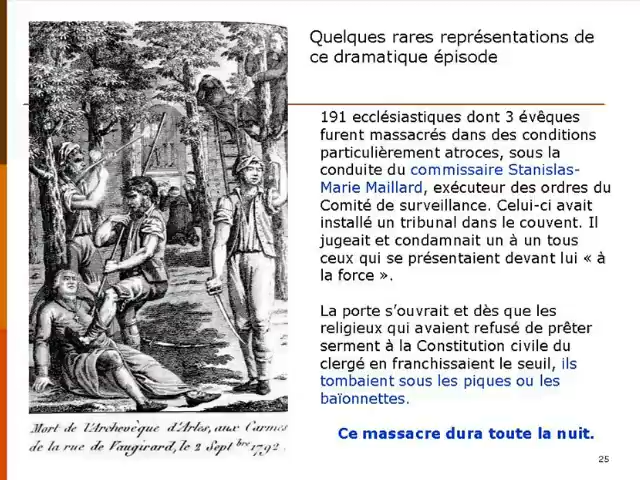 Quelques rares représentations de
ce dramatique épisode
191 ecclésiastiques dont 3 évêques
furent massacrés dans des conditions
particulièrement atroces, sous la
conduite du commissaire Stanislas-
Marie Maillard, exécuteur des ordres du
Comité de surveillance. Celui-ci avait
installé un tribunal dans le couvent. Il
jugeait et condamnait un à un tous
ceux qui se présentaient devant lui « à
la force ».
La porte s’ouvrait et dès que les
religieux qui avaient refusé de prêter
serment à la Constitution civile du
clergé en franchissaient le seuil, ils
tombaient sous les piques ou les
baïonnettes.
Ce massacre dura toute la nuit.
Mort de l'Archevêque d'Arles, aux Carmes
de la rue de Vaugirard, le 2 Sept.bre 1792.
25